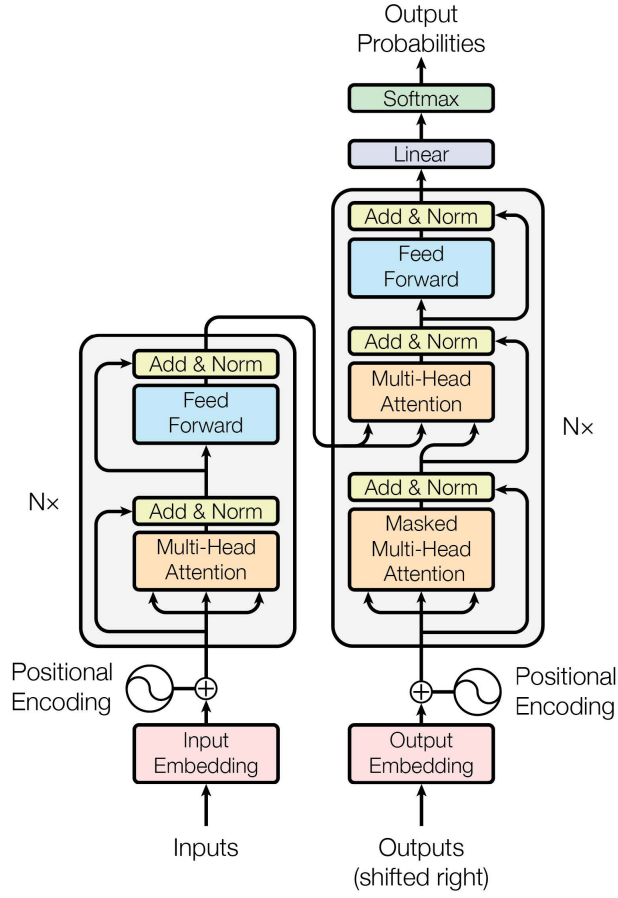 Output
Probabilities
Softmax
Linear
Add & Norm
Feed
Forward
Add & Norm
Multi-Head
Attention
Add & Norm
Masked
Multi-Head
Attention
N×
Add & Norm
Feed
Forward
Add & Norm
Multi-Head
Attention
N×
Positional
Encoding
Positional
Encoding
Input
Embedding
Output
Embedding
Inputs
Outputs
(shifted right)